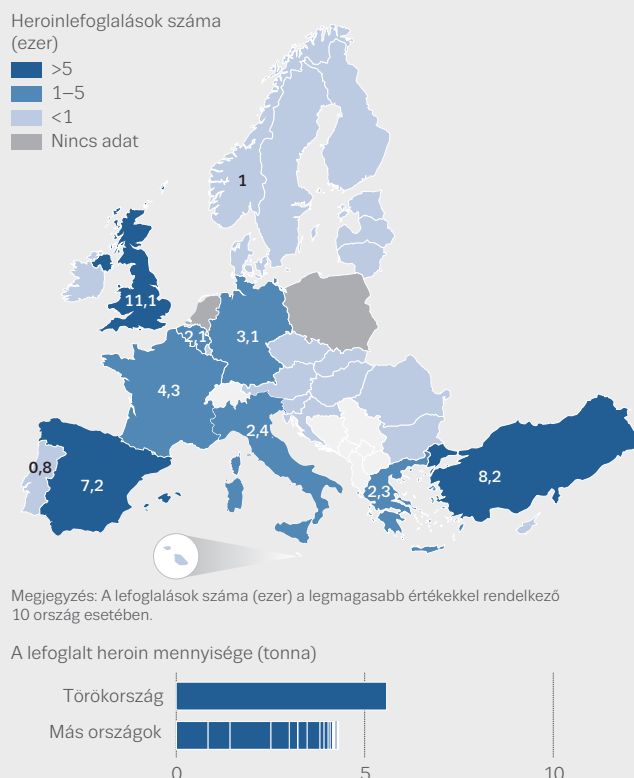 Heroinlefoglalások száma
(ezer)
>5
1–5
<1
Nincs adat
1
11,1
2,1
3,1
4,3
2,4
0,8
7,2
2,3
8,2
Megjegyzés: A lefoglalások száma (ezer) a legmagasabb értékekkel rendelkező
10 ország esetében.
A lefoglalt heroin mennyisége (tonna)
Törökország
Más országok
0 5 10